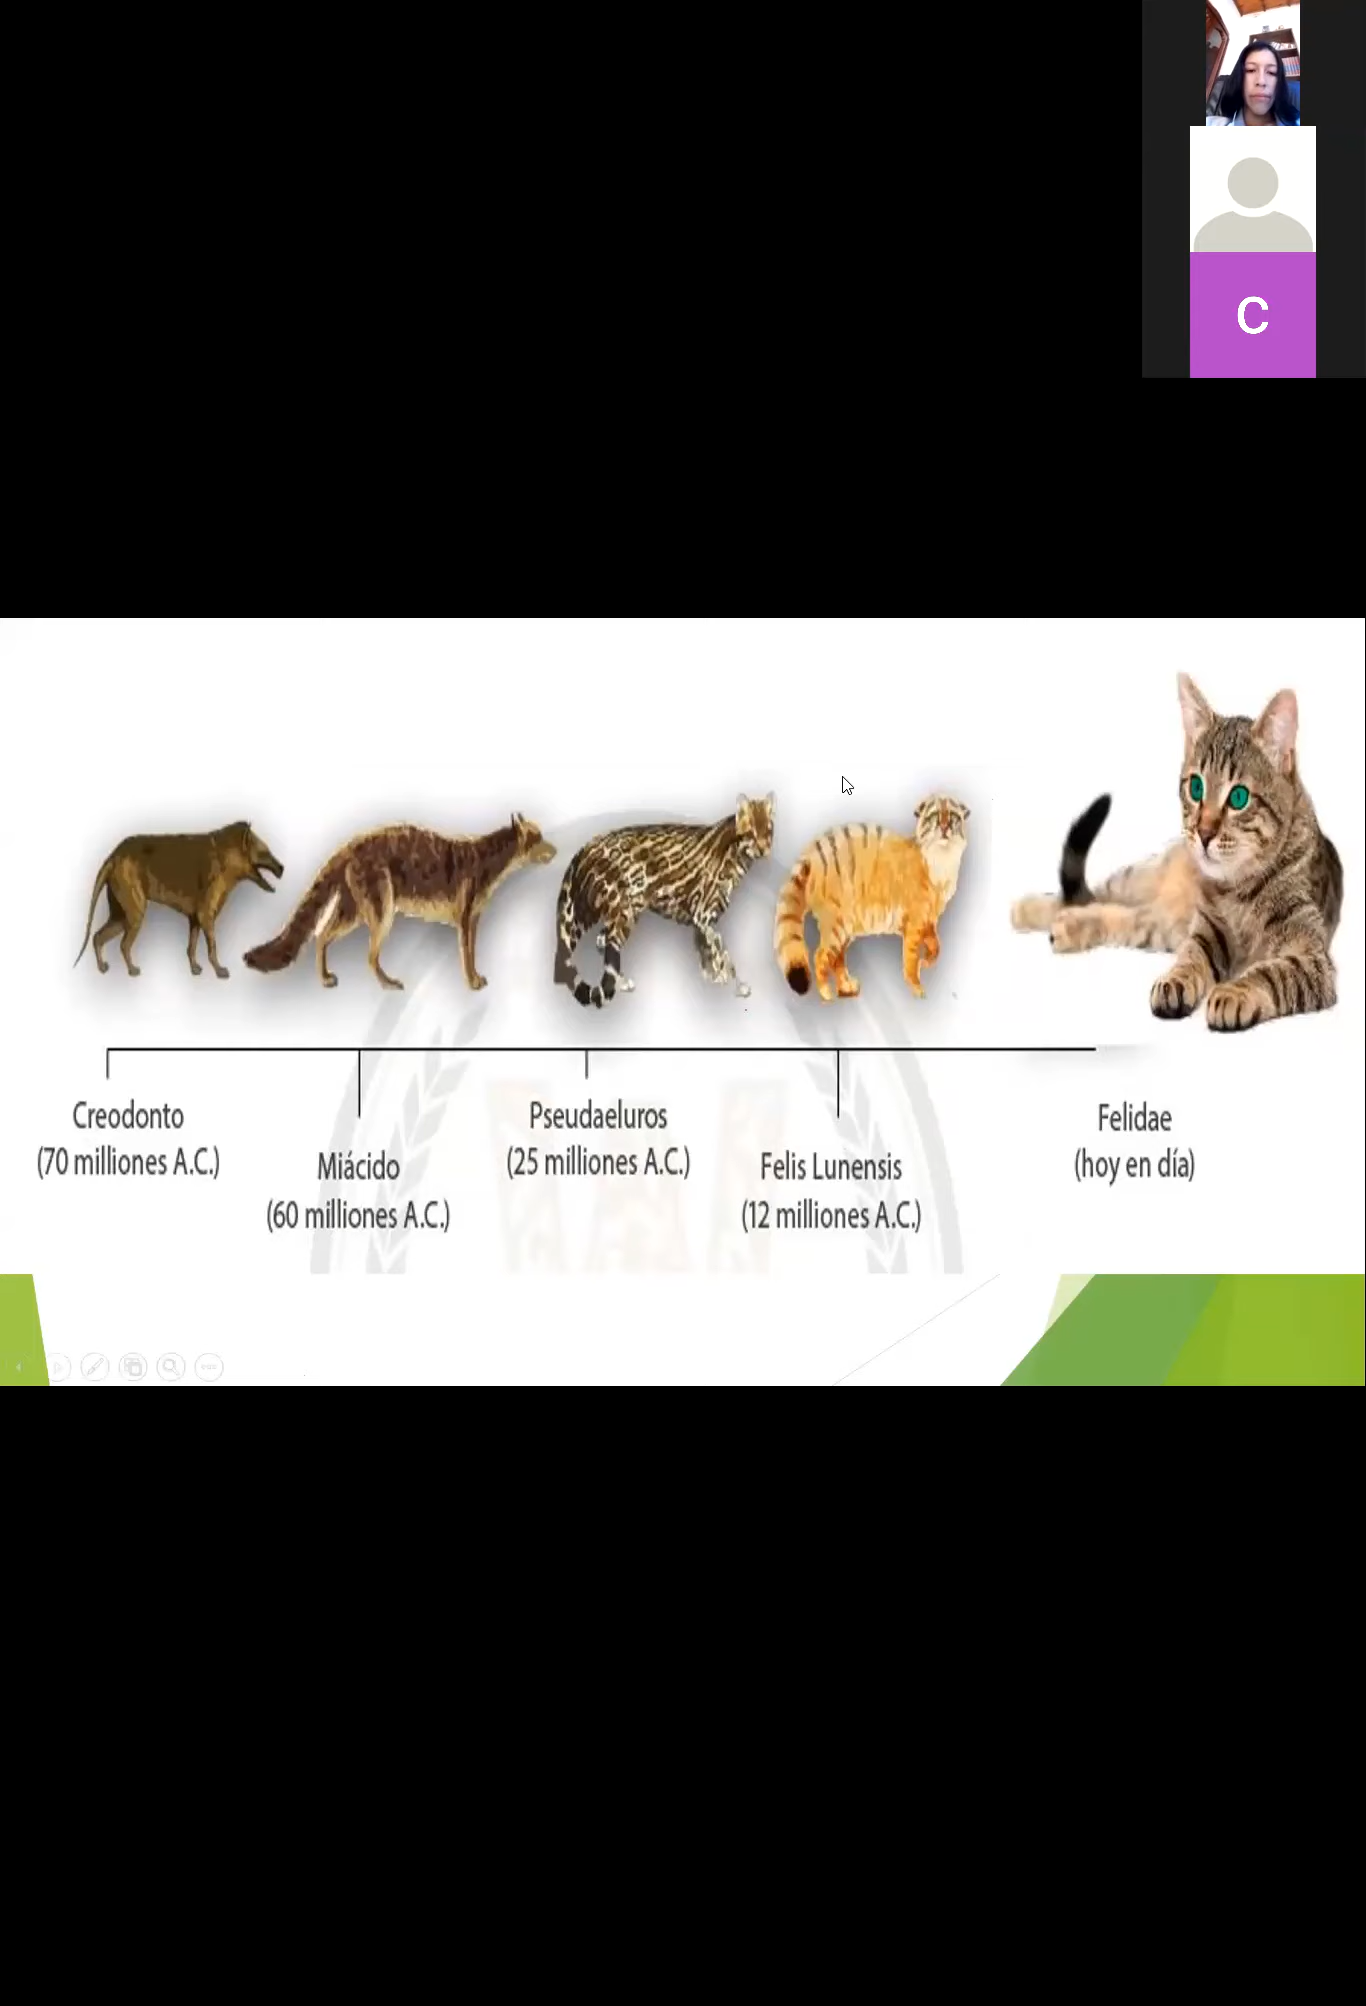 C
Creodonto
(70 milliones A.C.)
Miácido
(60 milliones A.C.)
Pseudaeluros
(25 milliones A.C.)
Felis Lunensis
(12 milliones A.C.)
Felidae
(hoy en día)